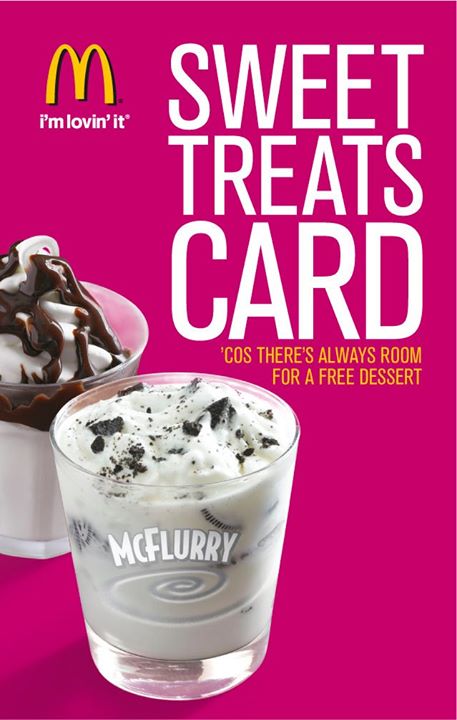 i'm lovin' it®
SWEET
TREATS
CARD
'COS THERE'S ALWAYS ROOM
FOR A FREE DESSERT
MCFLURRY